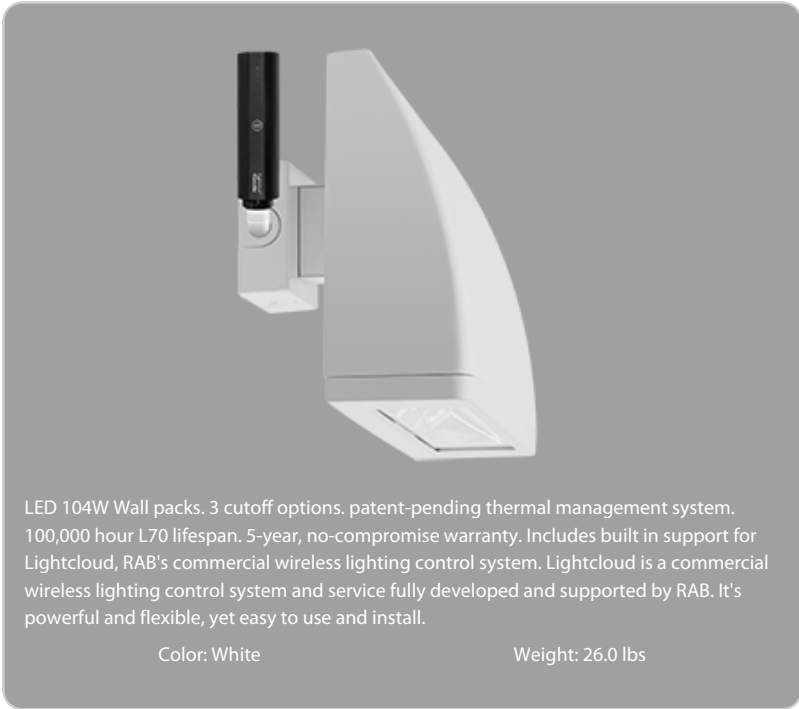 LED 104W Wall packs. 3 cutoff options. patent-pending thermal management system.
100,000 hour L70 lifespan. 5-year, no-compromise warranty. Includes built in support for
Lightcloud, RAB's commercial wireless lighting control system. Lightcloud is a commercial
wireless lighting control system and service fully developed and supported by RAB. It's
powerful and flexible, yet easy to use and install.
Color: White Weight: 26.0 lbs